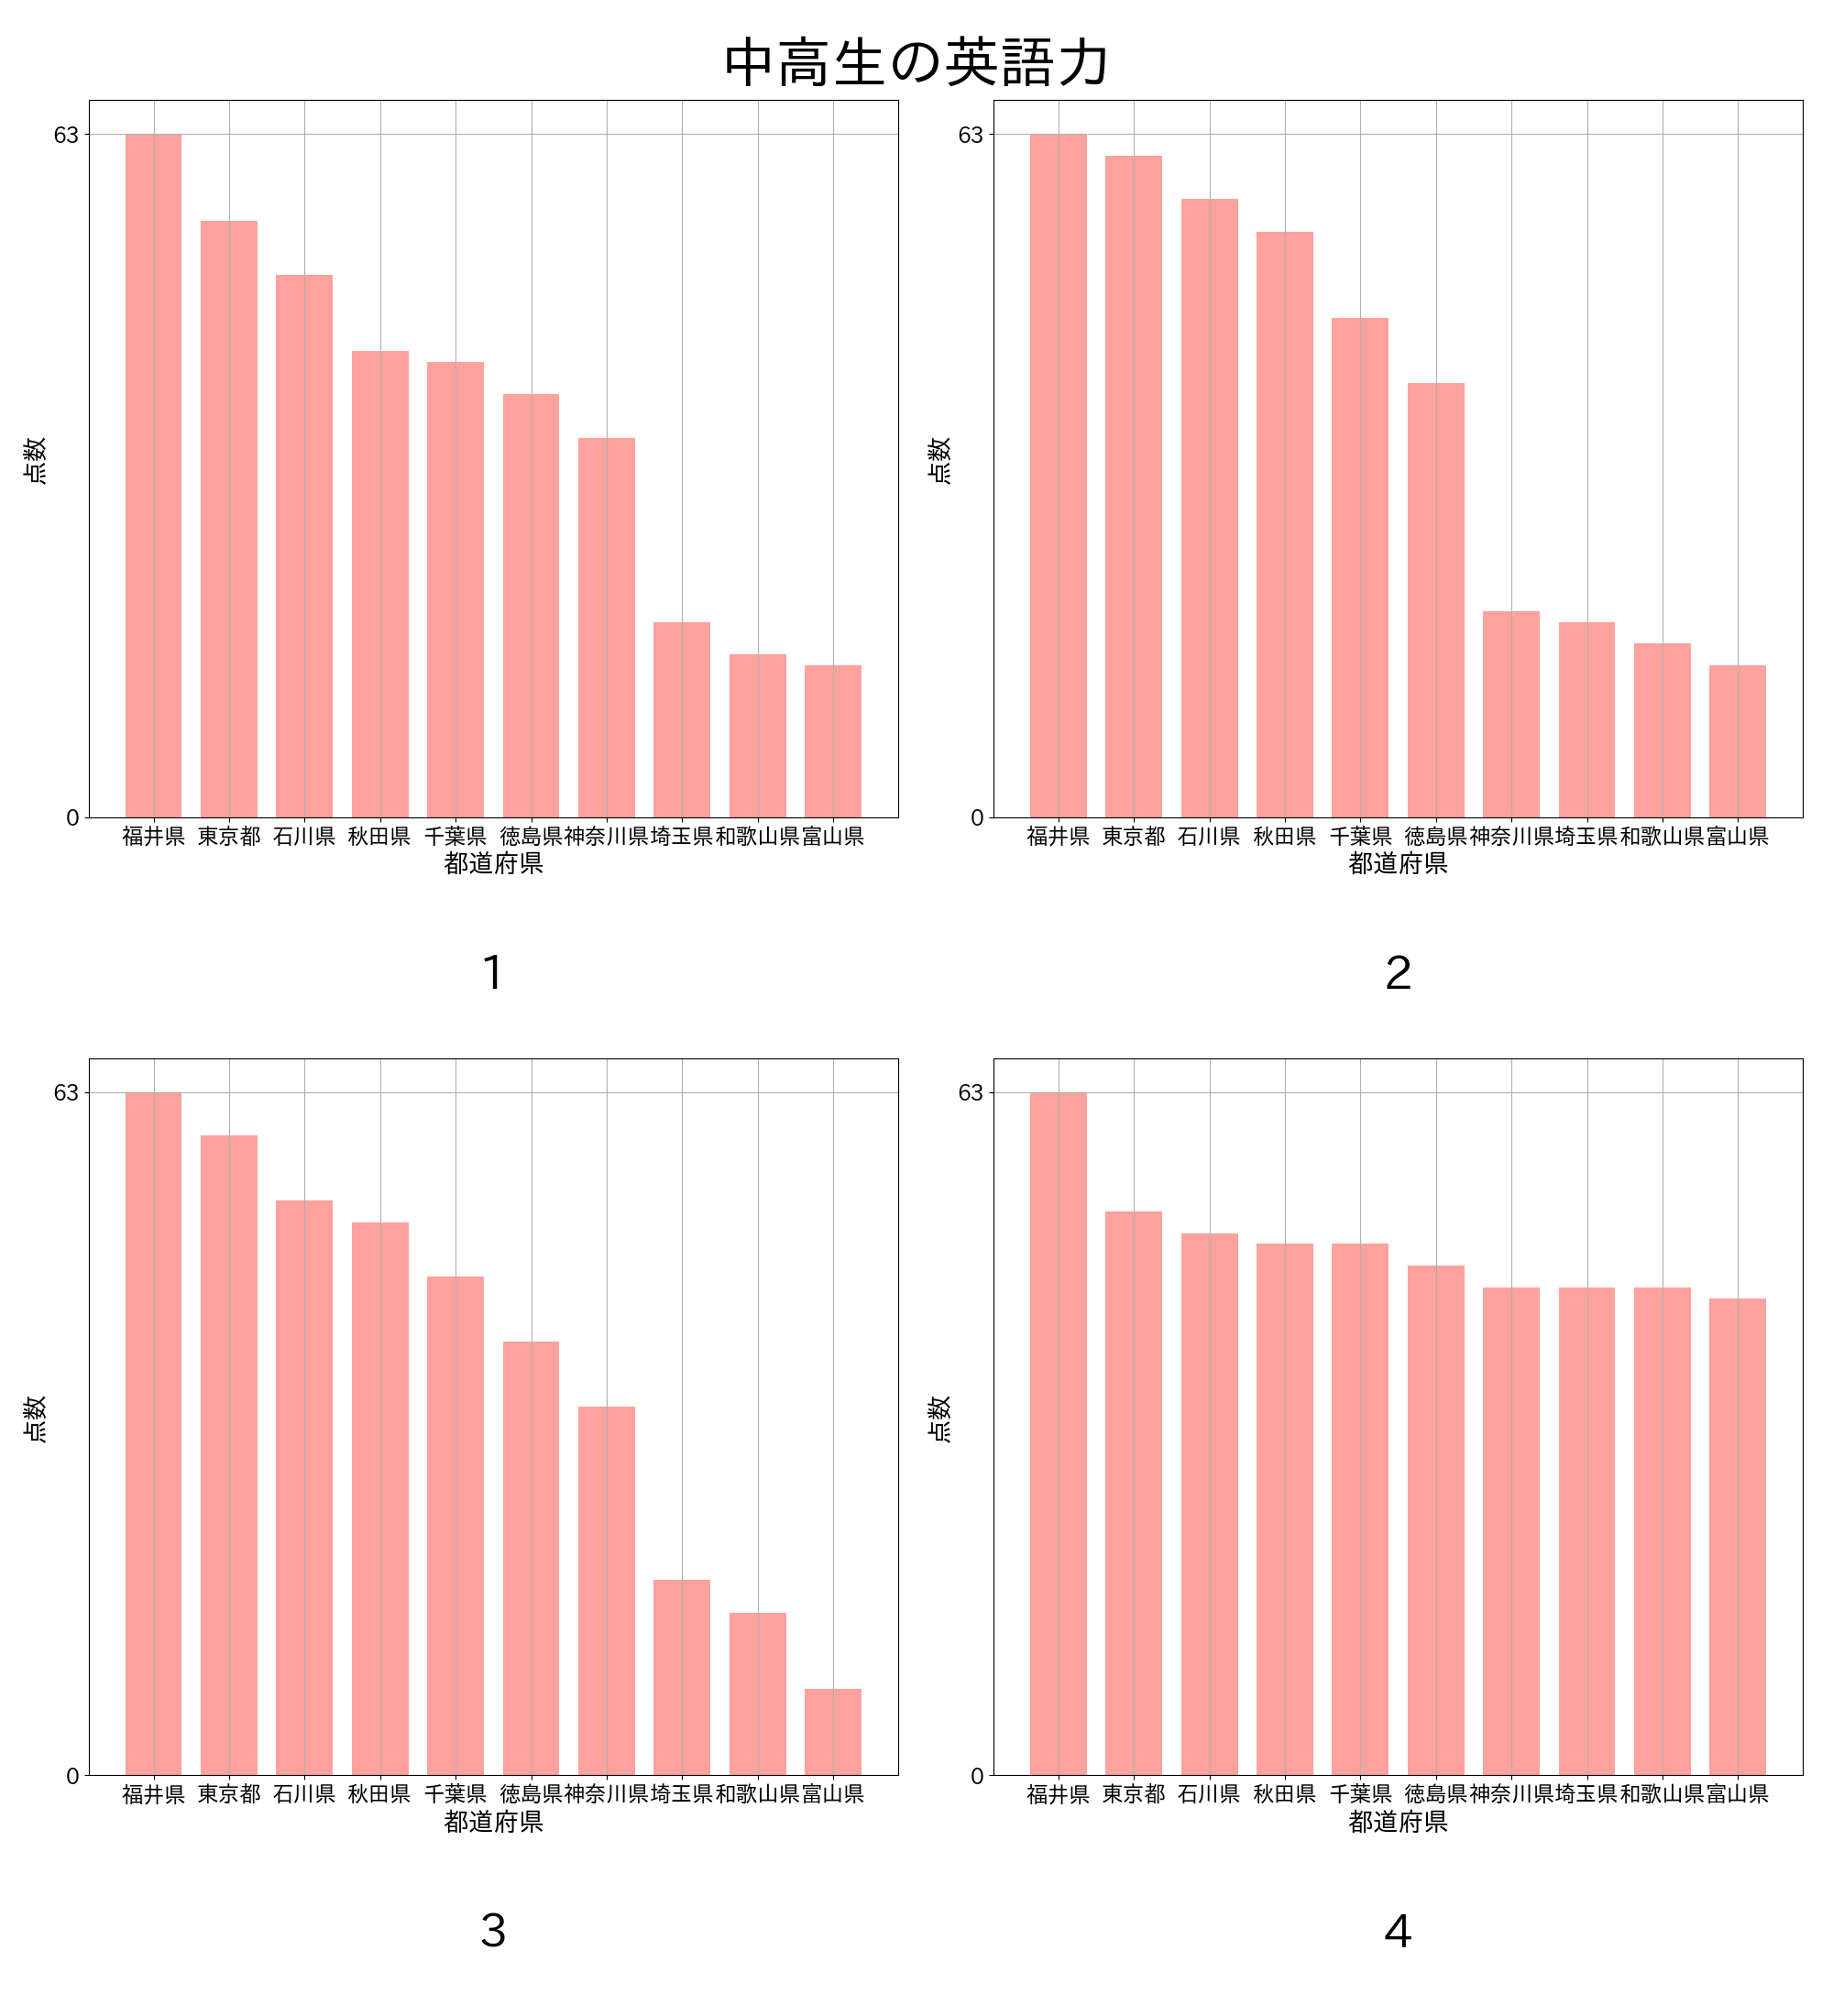 中高生の英語力
63
0
点数
福井県 東京都 石川県 秋田県 千葉県 徳島県 神奈川県 埼玉県 和歌山県 富山県
都道府県
1
63
0
点数
福井県 東京都 石川県 秋田県 千葉県 徳島県 神奈川県 埼玉県 和歌山県 富山県
都道府県
2
63
0
点数
福井県 東京都 石川県 秋田県 千葉県 徳島県 神奈川県 埼玉県 和歌山県 富山県
都道府県
3
63
0
点数
福井県 東京都 石川県 秋田県 千葉県 徳島県 神奈川県 埼玉県 和歌山県 富山県
都道府県
4